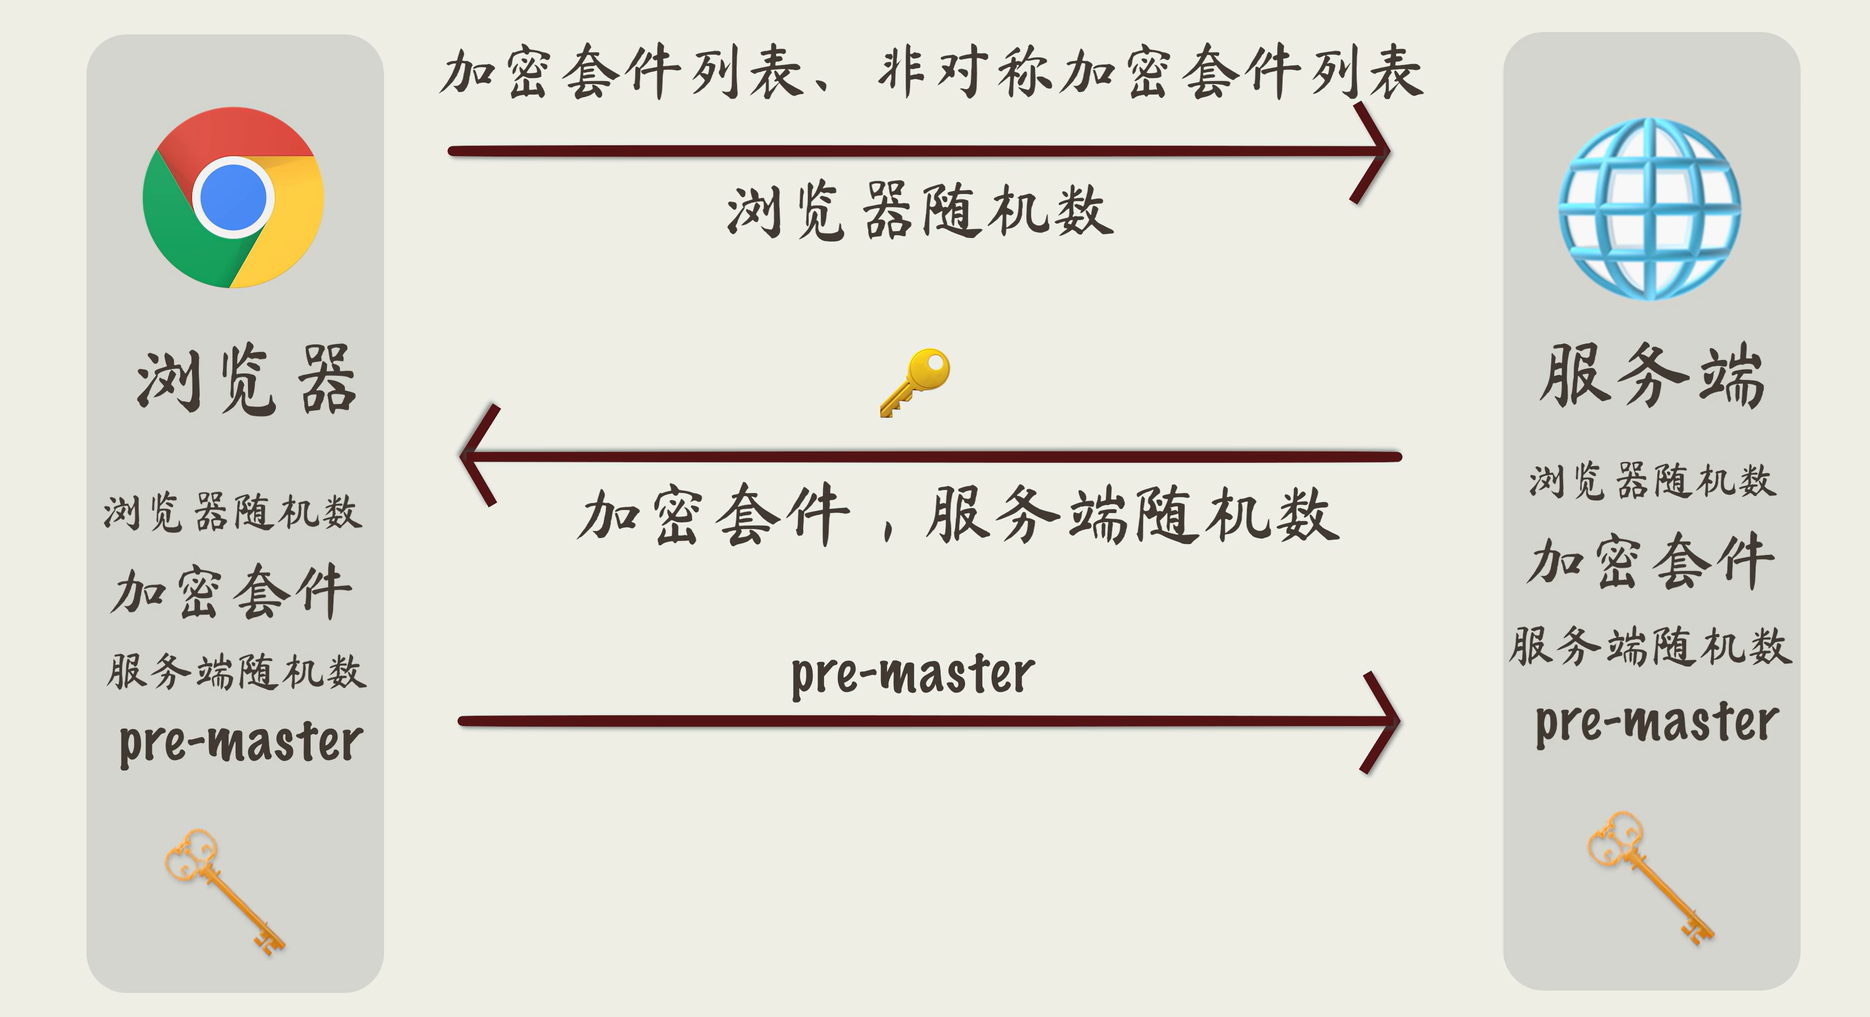 加密套件列表、非对称加密套件列表
浏览器随机数
浏览器
浏览器随机数
加密套件
服务端随机数
pre-master
加密套件，服务端随机数
pre-master
服务端
浏览器随机数
加密套件
服务端随机数
pre-master